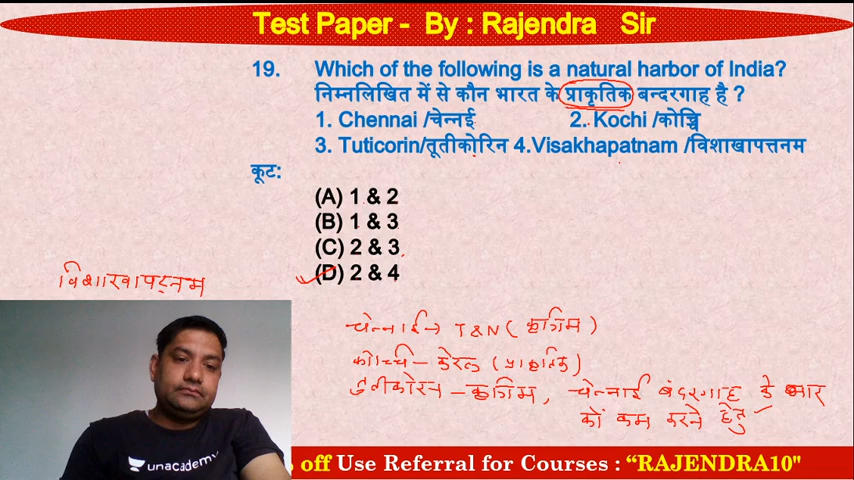 Test Paper - By : Rajendra Sir
19. Which of the following is a natural harbor of India?
निम्नलिखित में से कौन भारत के प्राकृतिक बन्दरगाह है ?
1. Chennai /चेन्नई 2. Kochi /कोच्चि
3. Tuticorin/तूतीकोरिन 4.Visakhapatnam /विशाखापत्तनम
कूट:
(A) 1 & 2
(B) 1 & 3
(C) 2 & 3
(D) 2 & 4
विशाखापट्नम
चेन्नई → T&N (कृत्रिम)
कोच्चि - केरल (प्राकृतिक)
तुतीकोरन - कृत्रिम, चेन्नई बंदरगाह के भार
को कम करने हेतु
unacademy
off Use Referral for Courses : “RAJENDRA10"